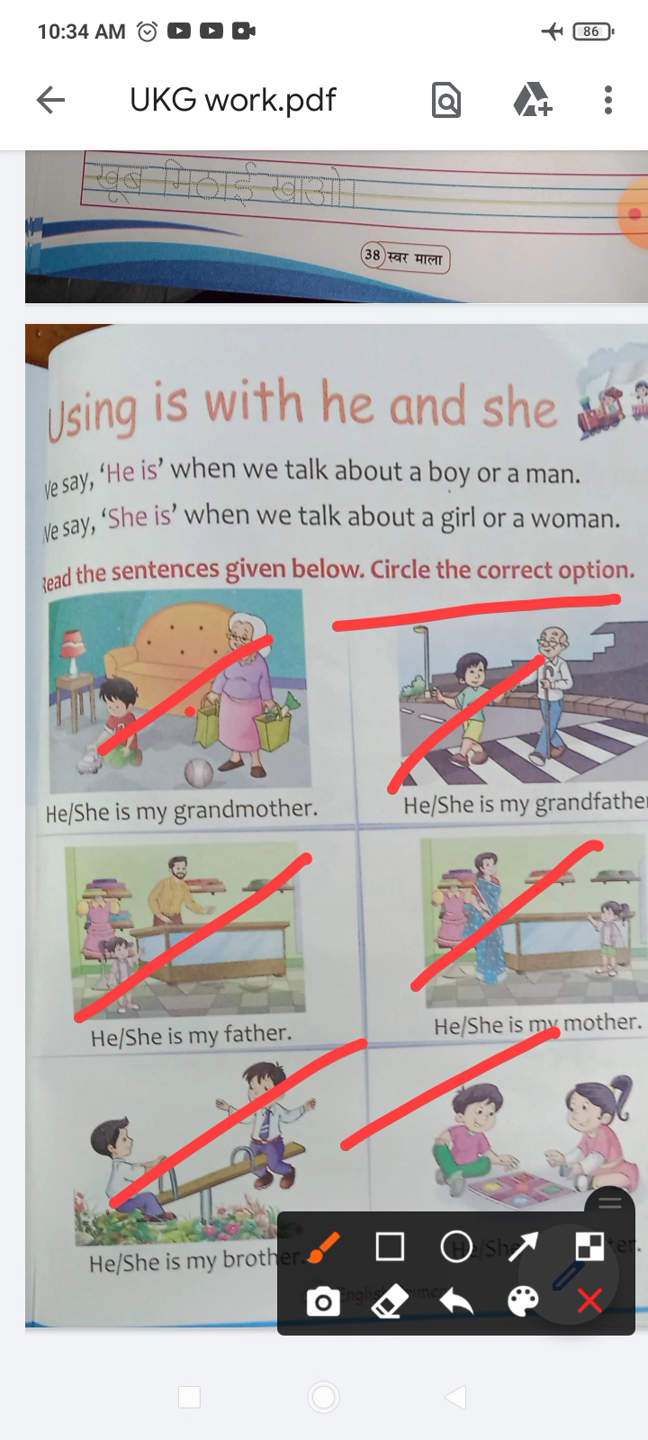 10:34 AM 86
UKG work.pdf
खूब मिठाई खाओ।
38 स्वर माला
Using is with he and she
We say, ‘He is’ when we talk about a boy or a man.
We say, ‘She is’ when we talk about a girl or a woman.
Read the sentences given below. Circle the correct option.
He/She is my grandmother.
He/She is my grandfather
He/She is my father.
He/She is my mother.
He/She is my brother.
He/She